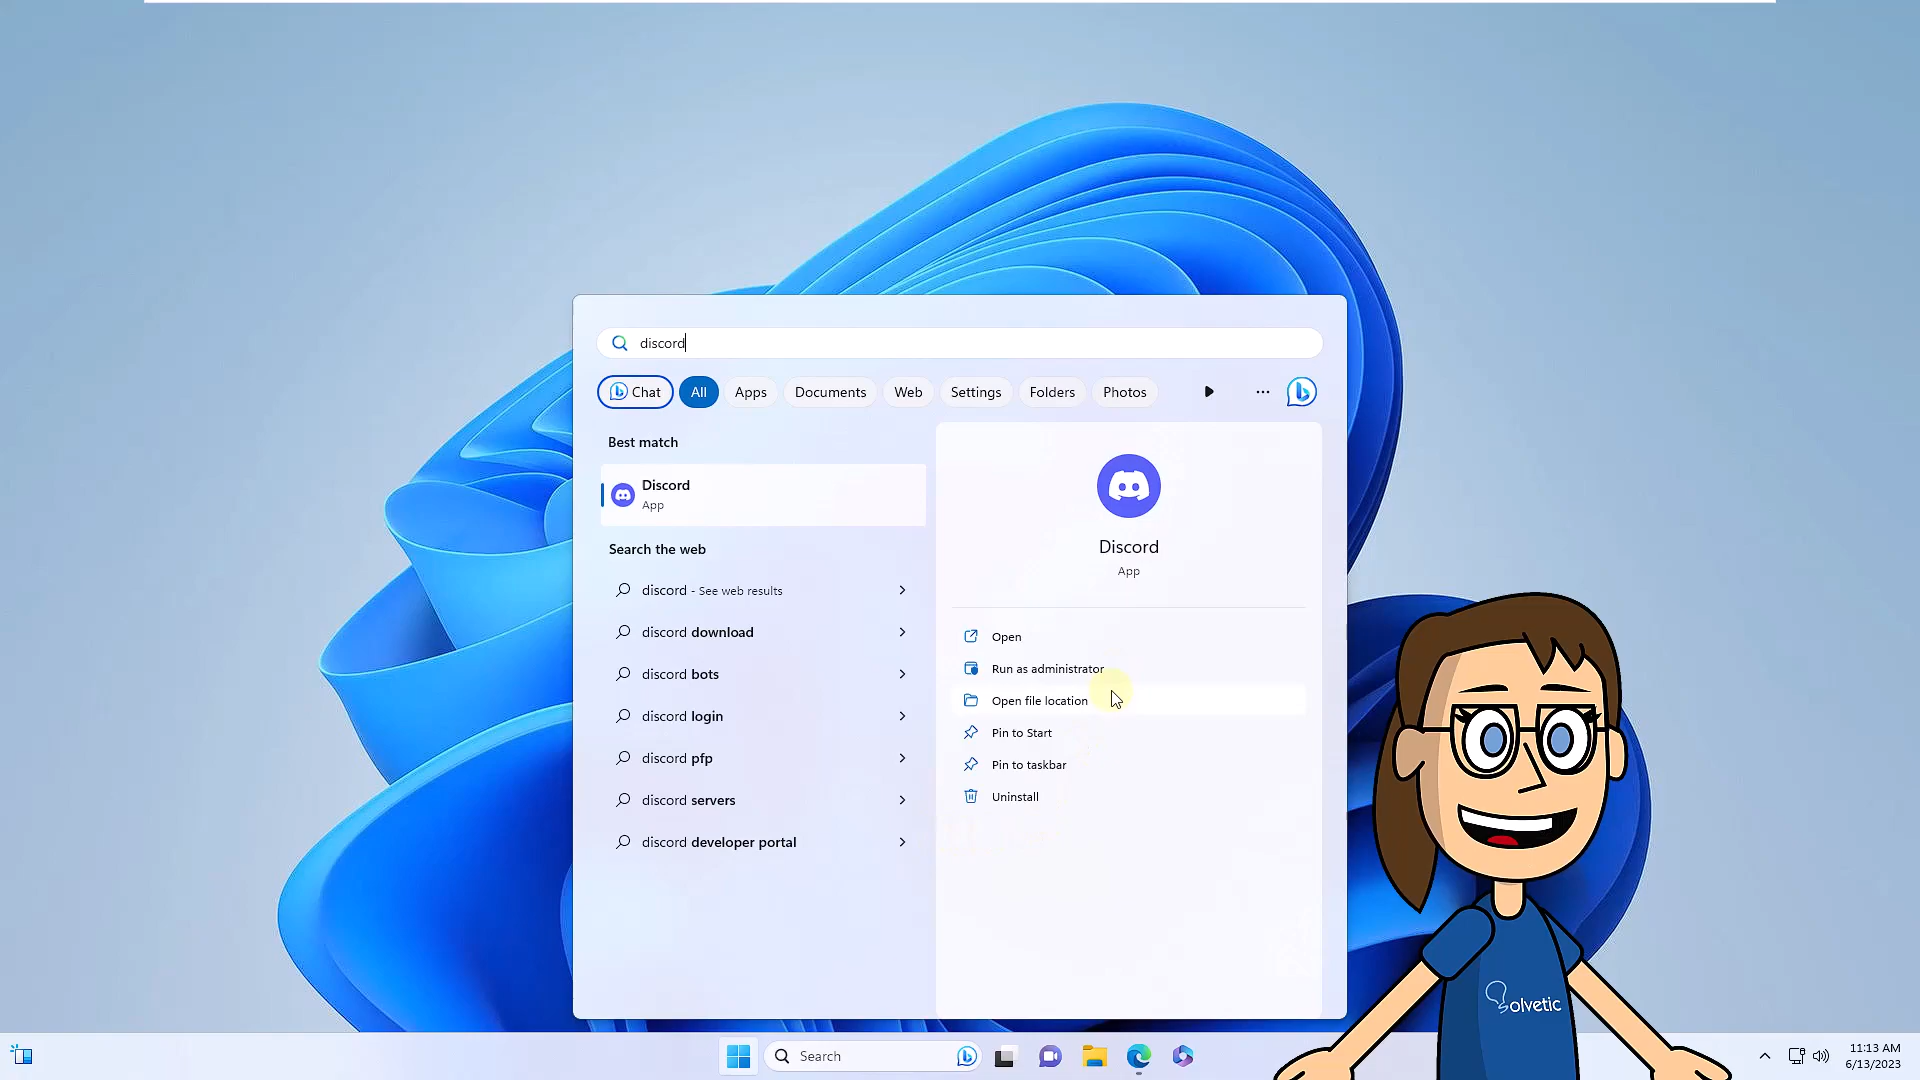 discord
Chat
All
Apps
Documents
Web
Settings
Folders
Photos
Best match
Discord
App
Search the web
discord - See web results
discord download
discord bots
discord login
discord pfp
discord servers
discord developer portal
Discord
App
Open
Run as administrator
Open file location
Pin to Start
Pin to taskbar
Uninstall
Solvetic
Search
11:13 AM
6/13/2023